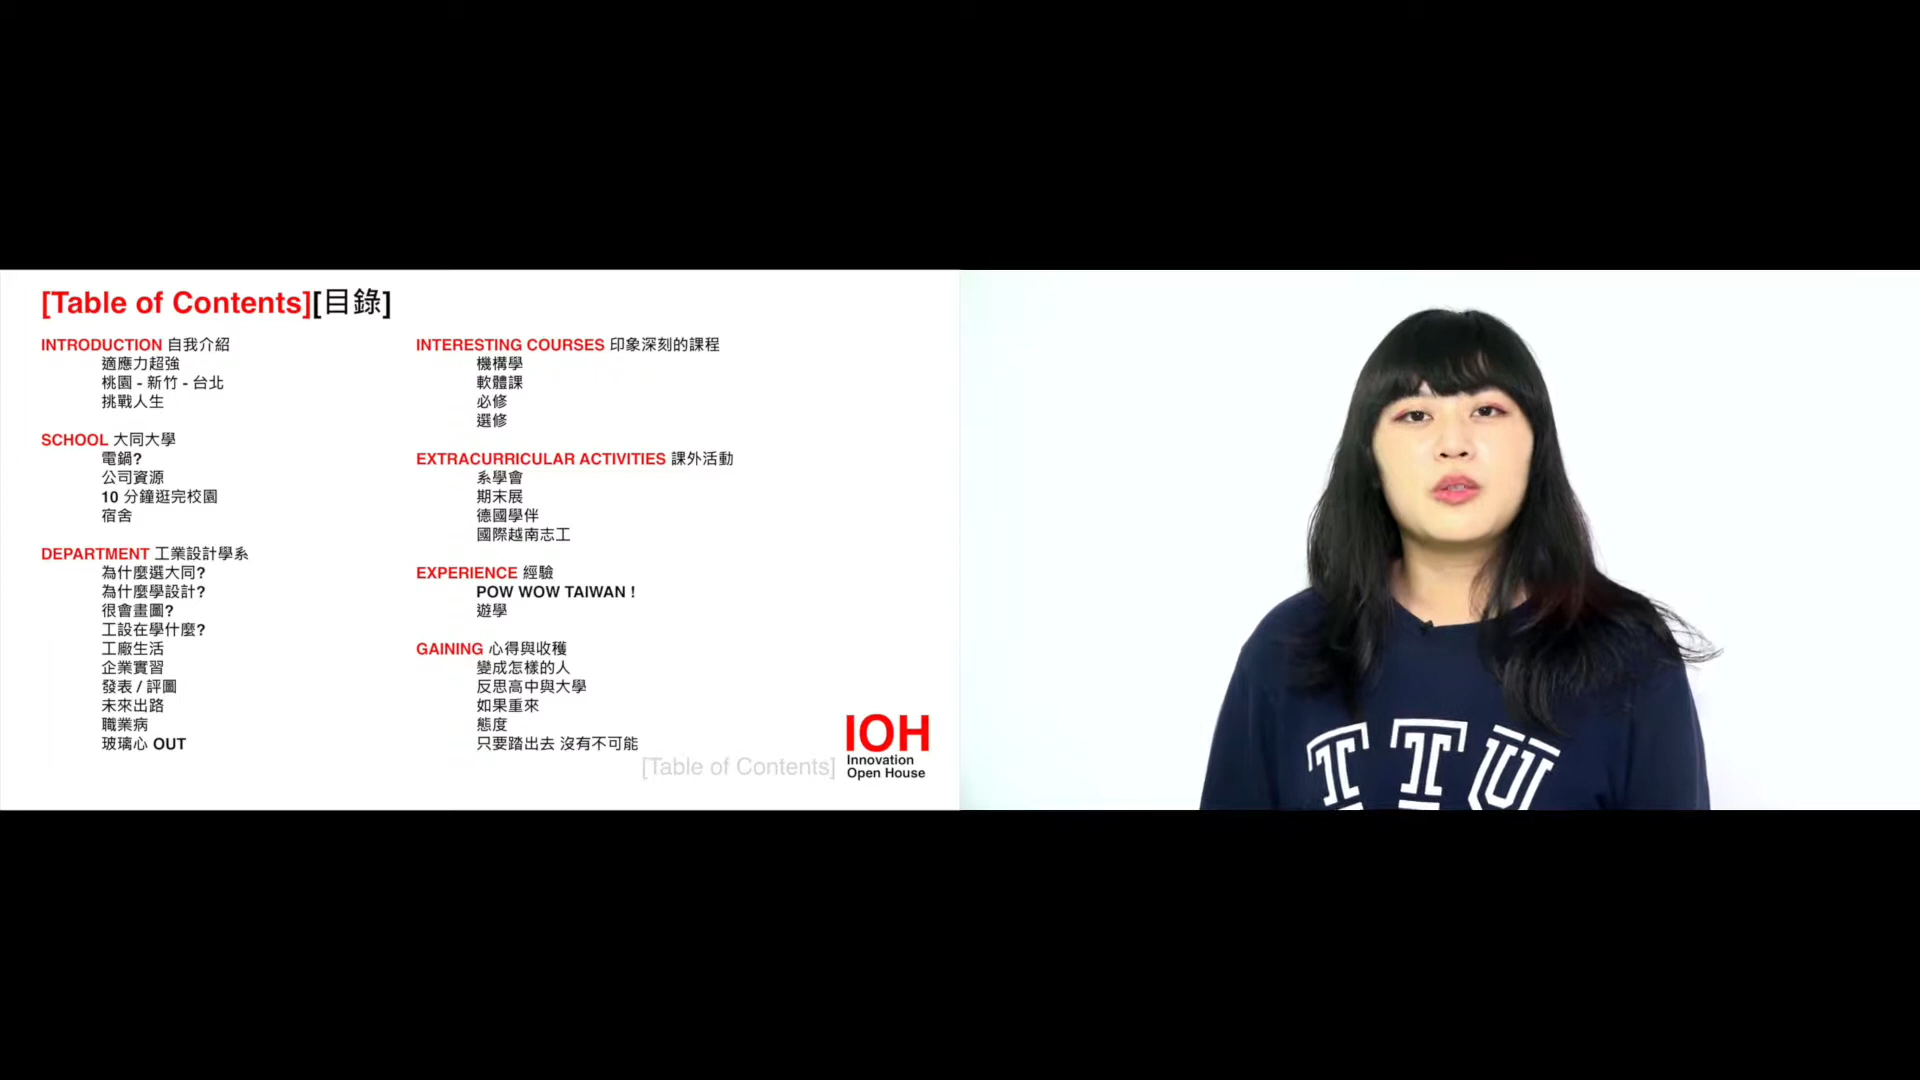 [Table of Contents][目錄]
INTRODUCTION 自我介紹
適應力超強
桃園 - 新竹 - 台北
挑戰人生
SCHOOL 大同大學
電鍋?
公司資源
10 分鐘逛完校園
宿舍
DEPARTMENT 工業設計學系
為什麼選大同?
為什麼學設計?
很會畫圖?
工設在學什麼?
工廠生活
企業實習
發表 / 評圖
未來出路
職業病
玻璃心 OUT
INTERESTING COURSES 印象深刻的課程
機構學
軟體課
必修
選修
EXTRACURRICULAR ACTIVITIES 課外活動
系學會
期末展
德國學伴
國際越南志工
EXPERIENCE 經驗
POW WOW TAIWAN !
遊學
GAINING 心得與收穫
變成怎樣的人
反思高中與大學
如果重來
態度
只要踏出去 沒有不可能
[Table of Contents]
IOH
Innovation
Open House
TTU